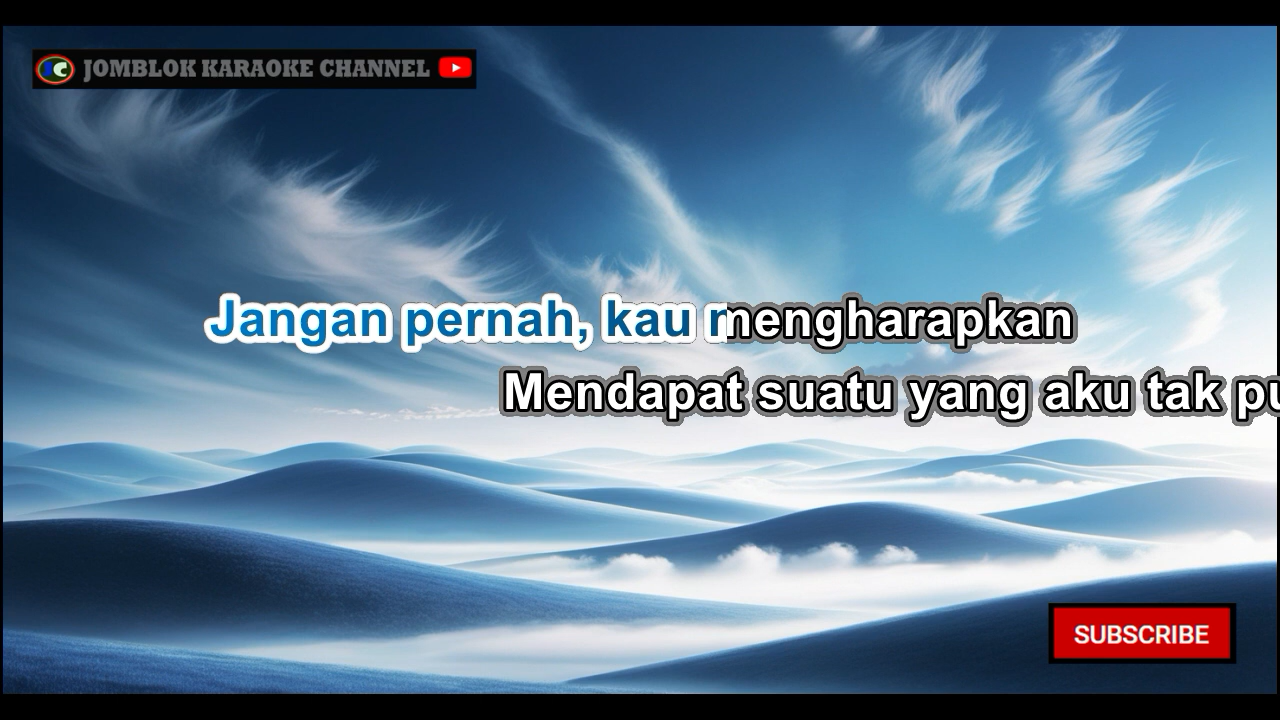 JOMBLOK KARAOKE CHANNEL
Jangan pernah, kau mengharapkan
Mendapat suatu yang aku tak
SUBSCRIBE